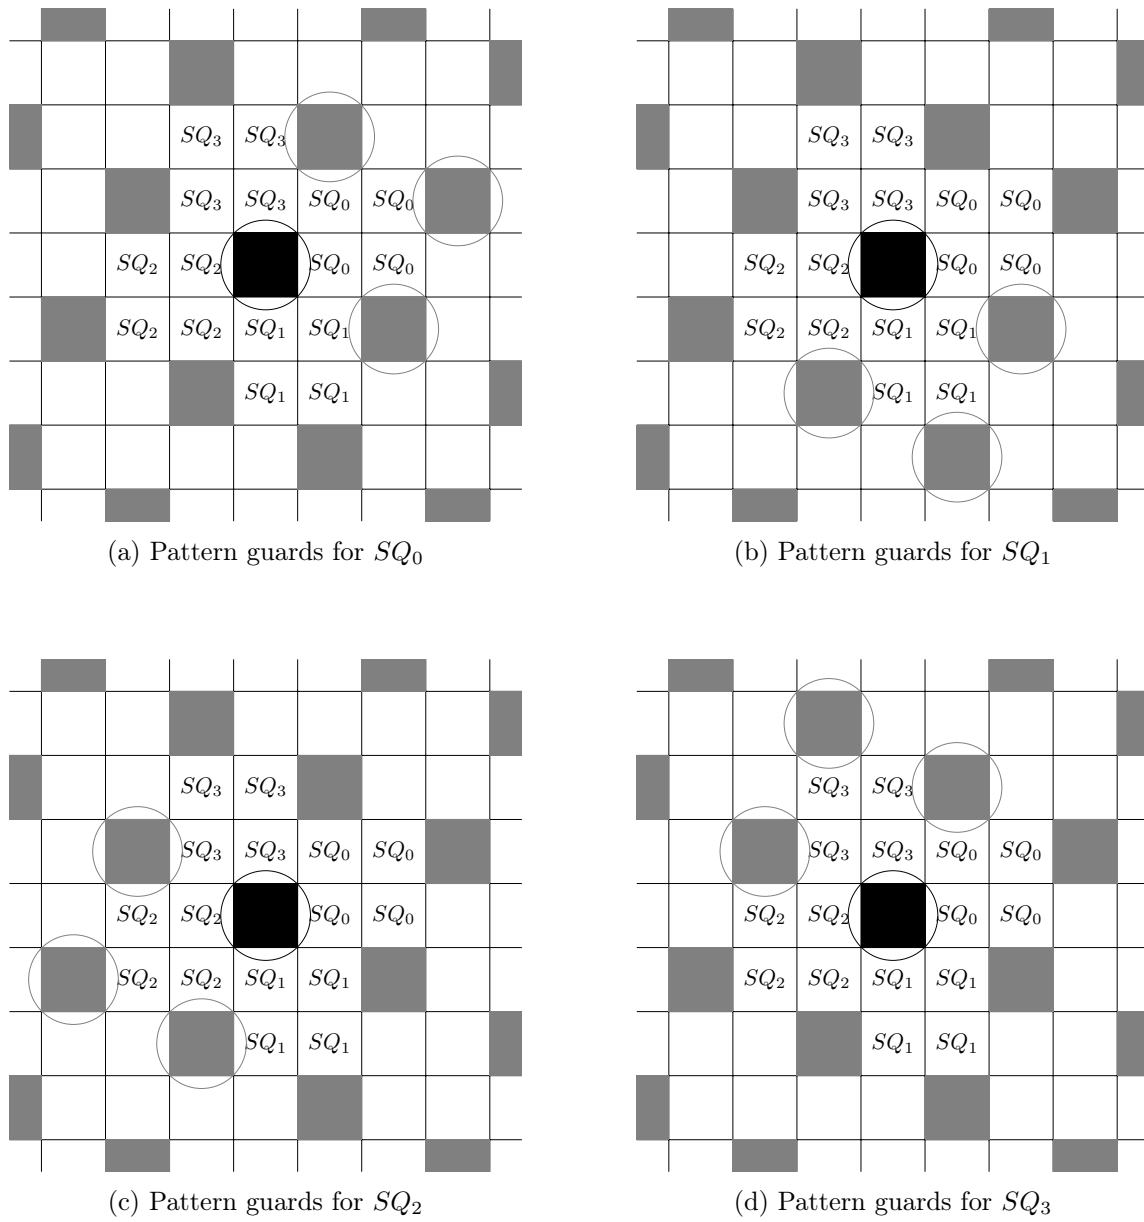 SQ₃ SQ₃
SQ₃ SQ₃ SQ₀ SQ₀
SQ₂ SQ₂ SQ₀ SQ₀
SQ₂ SQ₂ SQ₁ SQ₁
SQ₁ SQ₁
(a) Pattern guards for SQ₀
SQ₃ SQ₃
SQ₃ SQ₃ SQ₀ SQ₀
SQ₂ SQ₂ SQ₀ SQ₀
SQ₂ SQ₂ SQ₁ SQ₁
SQ₁ SQ₁
(b) Pattern guards for SQ₁
SQ₃ SQ₃
SQ₃ SQ₃ SQ₀ SQ₀
SQ₂ SQ₂ SQ₀ SQ₀
SQ₂ SQ₂ SQ₁ SQ₁
SQ₁ SQ₁
(c) Pattern guards for SQ₂
SQ₃ SQ₃
SQ₃ SQ₃ SQ₀ SQ₀
SQ₂ SQ₂ SQ₀ SQ₀
SQ₂ SQ₂ SQ₁ SQ₁
SQ₁ SQ₁
(d) Pattern guards for SQ₃